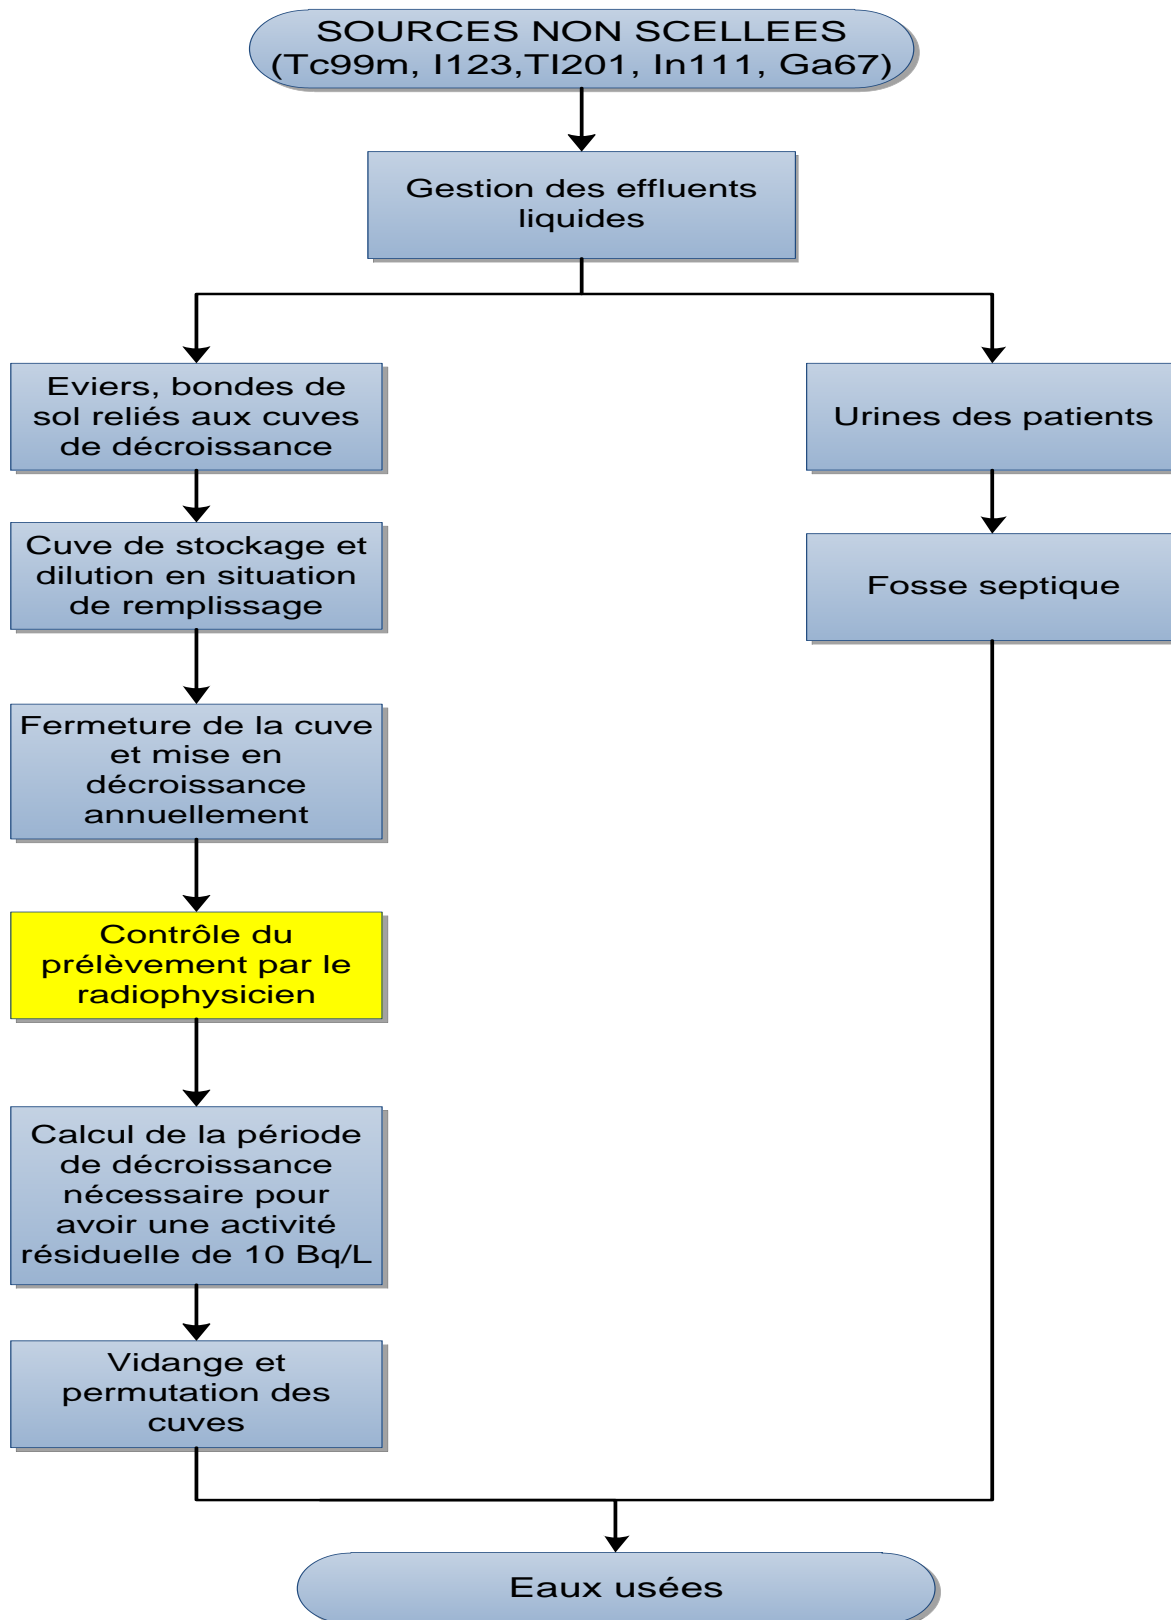 SOURCES NON SCELLEES
(Tc99m, I123,Tl201, In111, Ga67)
Gestion des effluents
liquides
Eviers, bondes de
sol reliés aux cuves
de décroissance
Urines des patients
Cuve de stockage et
dilution en situation
de remplissage
Fosse septique
Fermeture de la cuve
et mise en
décroissance
annuellement
Contrôle du
prélèvement par le
radiophysicien
Calcul de la période
de décroissance
nécessaire pour
avoir une activité
résiduelle de 10 Bq/L
Vidange et
permutation des
cuves
Eaux usées